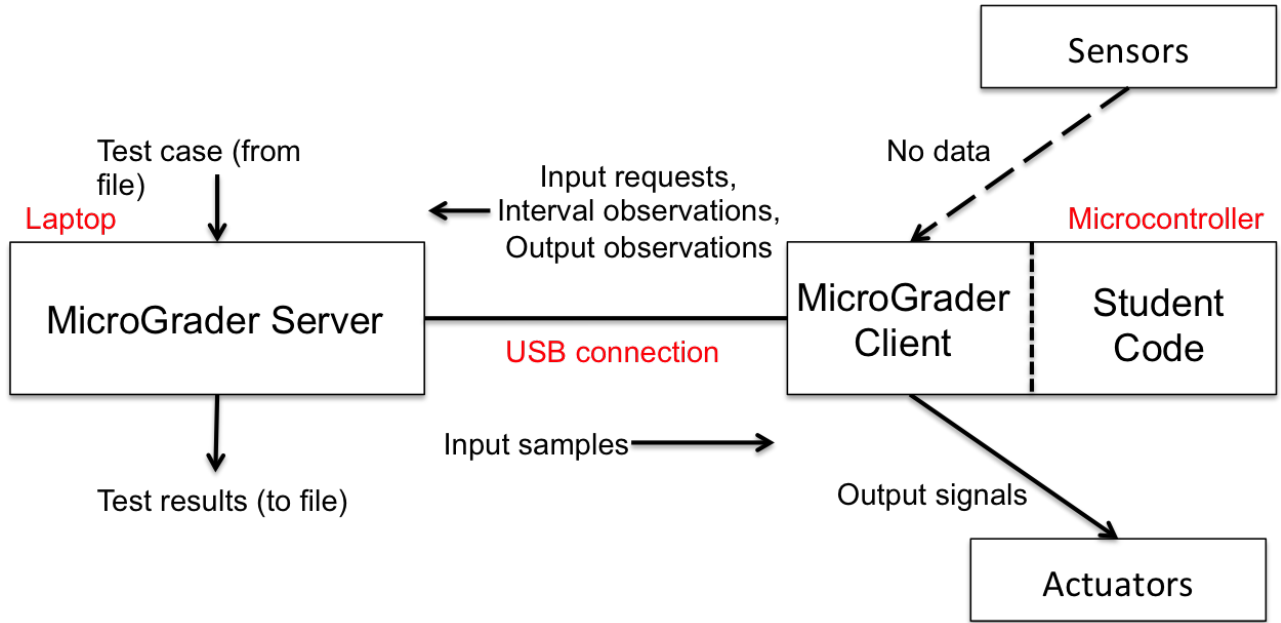 Sensors
Test case (from
file)
No data
Input requests,
Interval observations,
Output observations
Laptop
Microcontroller
MicroGrader Server
MicroGrader
Client
Student
Code
USB connection
Input samples
Test results (to file)
Output signals
Actuators